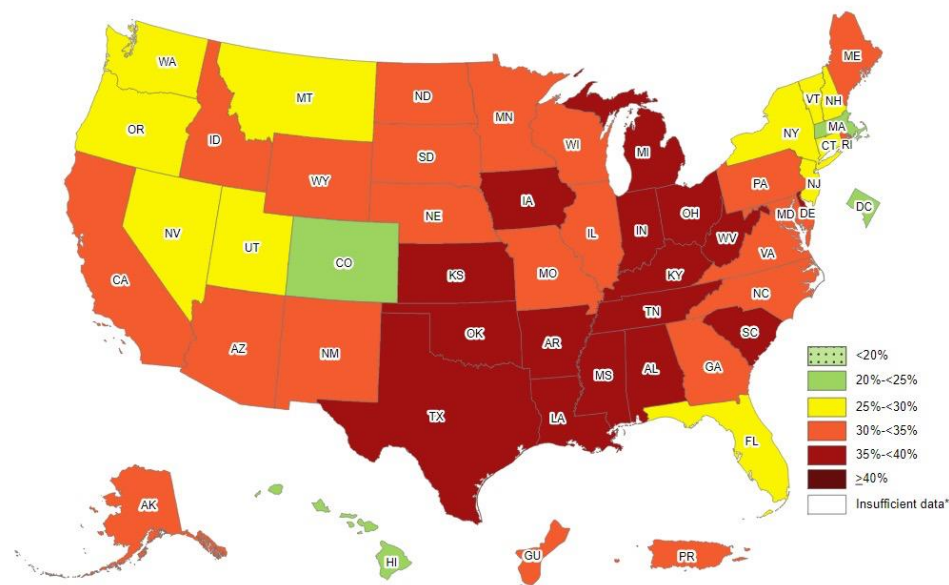 WA
MT
ND
MN
ME
VT
NH
OR
ID
SD
WI
NY
MA
CT
RI
WY
MI
IA
NE
PA
NJ
NV
UT
CO
IL
IN
OH
MD
DE
DC
WV
VA
CA
KS
MO
KY
NC
AZ
NM
OK
AR
TN
SC
MS
AL
GA
TX
LA
FL
AK
HI
GU
PR
<20%
20%-<25%
25%-<30%
30%-<35%
35%-<40%
≥40%
Insufficient data*